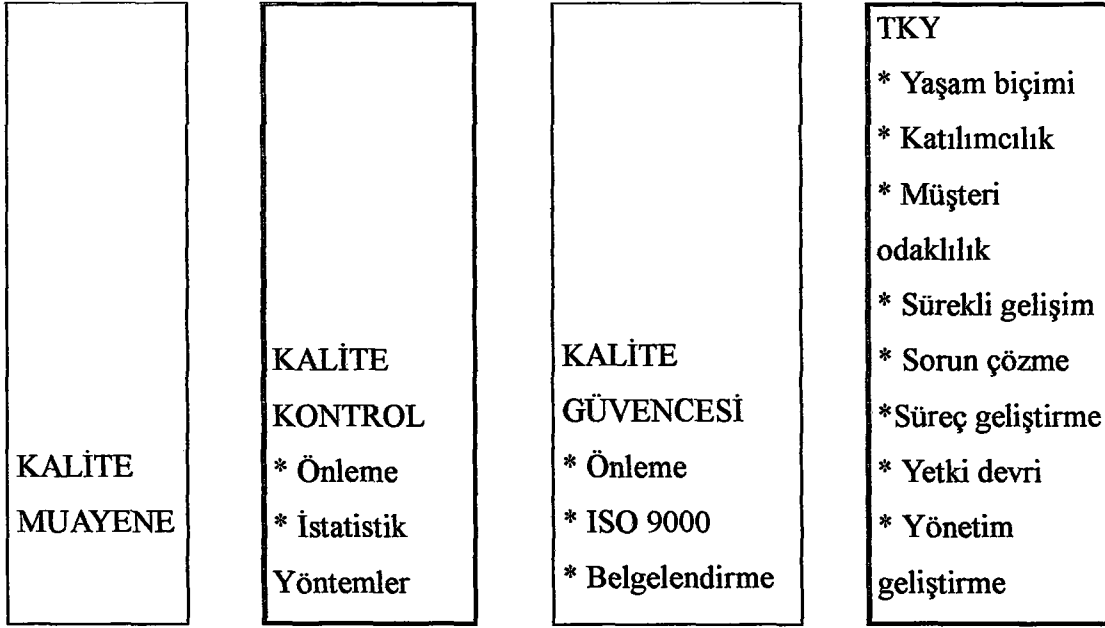 KALİTE
MUAYENE
KALİTE
KONTROL
* Önleme
* İstatistik
Yöntemler
KALİTE
GÜVENCESİ
* Önleme
* ISO 9000
* Belgelendirme
TKY
* Yaşam biçimi
* Katılımcılık
* Müşteri
odaklılık
* Sürekli gelişim
* Sorun çözme
*Süreç geliştirme
* Yetki devri
* Yönetim
geliştirme